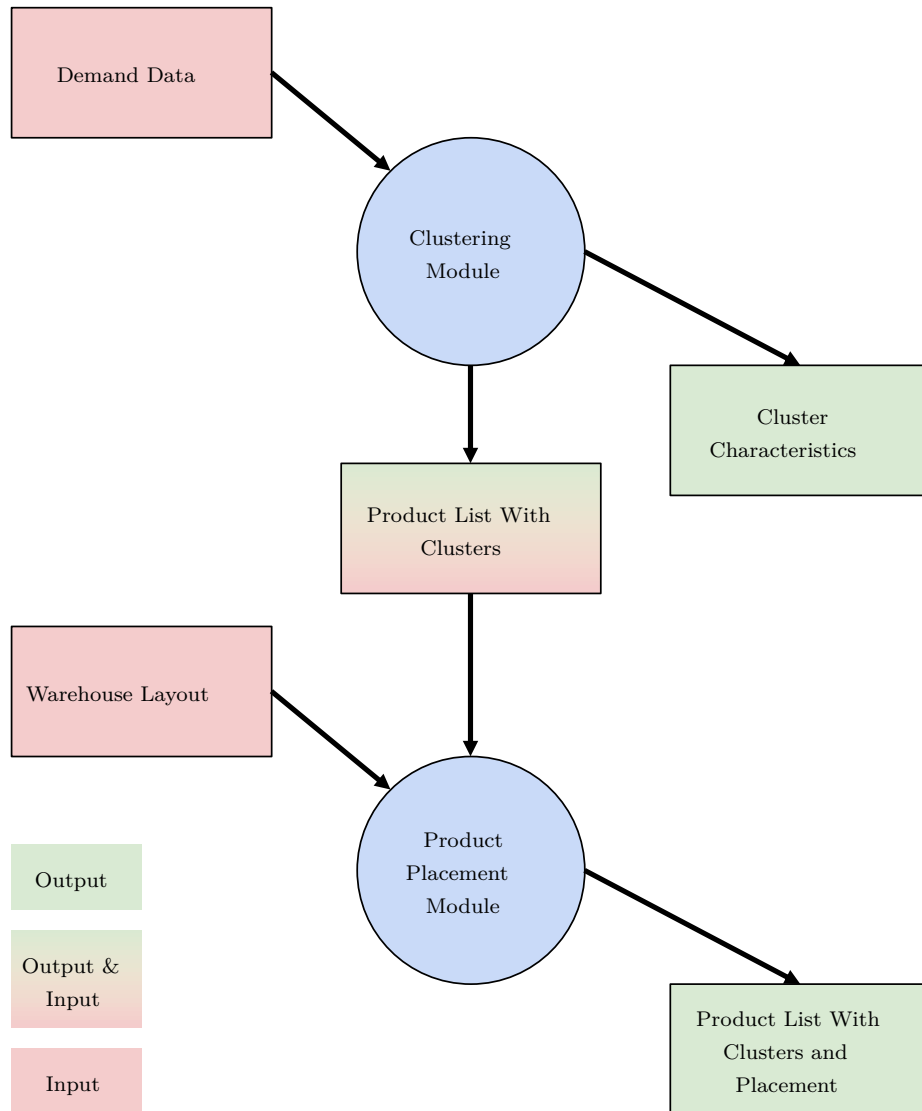 Demand Data
Clustering
Module
Cluster
Characteristics
Product List With
Clusters
Warehouse Layout
Product
Placement
Module
Output
Output &
Input
Product List With
Clusters and
Placement
Input